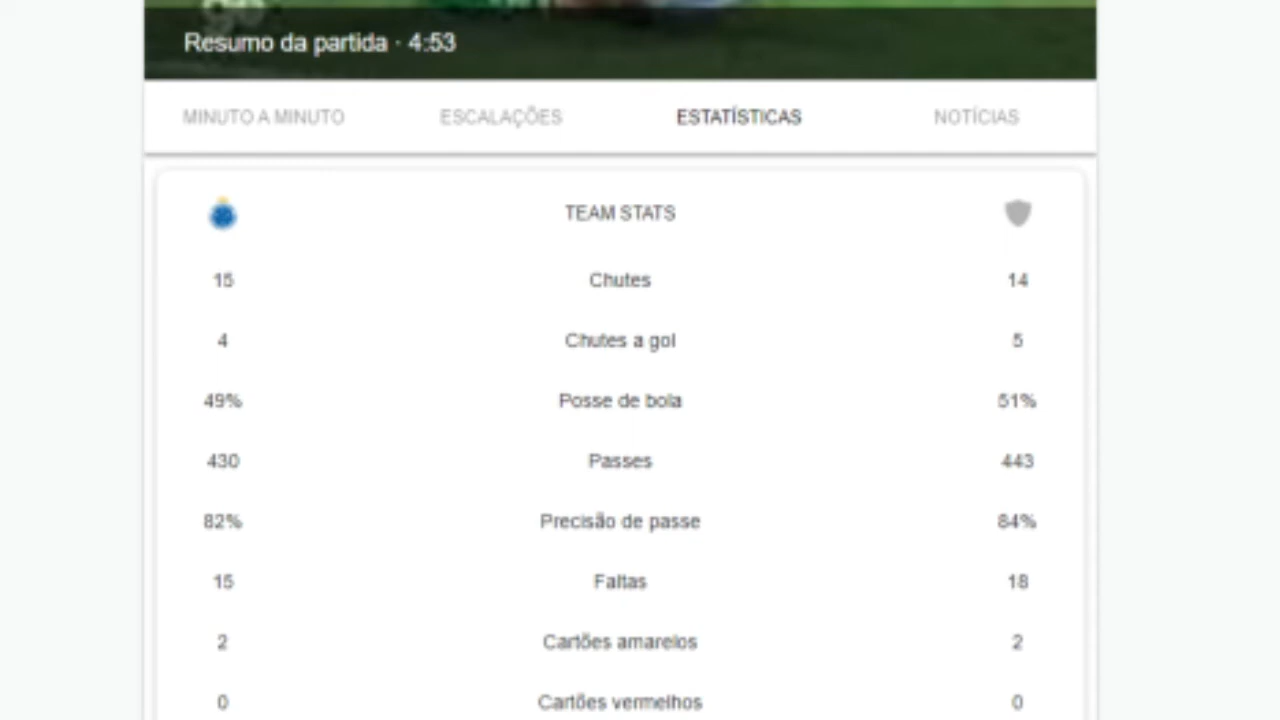 ge
Resumo da partida · 4:53
MINUTO A MINUTO ESCALAÇÕES ESTATÍSTICAS NOTÍCIAS
TEAM STATS
15 Chutes 14
4 Chutes a gol 5
49% Posse de bola 51%
430 Passes 443
82% Precisão de passe 84%
15 Faltas 18
2 Cartões amarelos 2
0 Cartões vermelhos 0